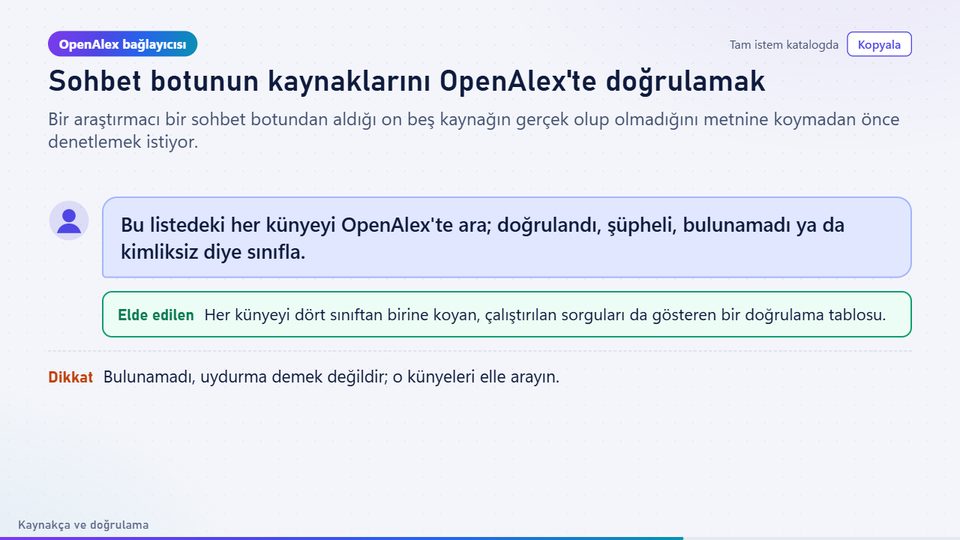 OpenAlex bağlayıcısı
Tam istem katalogda
Kopyala
Sohbet botunun kaynaklarını OpenAlex'te doğrulamak
Bir araştırmacı bir sohbet botundan aldığı on beş kaynağın gerçek olup olmadığını metnine koymadan önce
denetlemek istiyor.
Bu listedeki her künyeyi OpenAlex'te ara; doğrulandı, şüpheli, bulunamadı ya da
kimliksiz diye sınıfla.
Elde edilen Her künyeyi dört sınıftan birine koyan, çalıştırılan sorguları da gösteren bir doğrulama tablosu.
Dikkat Bulunamadı, uydurma demek değildir; o künyeleri elle arayın.
Kaynakça ve doğrulama